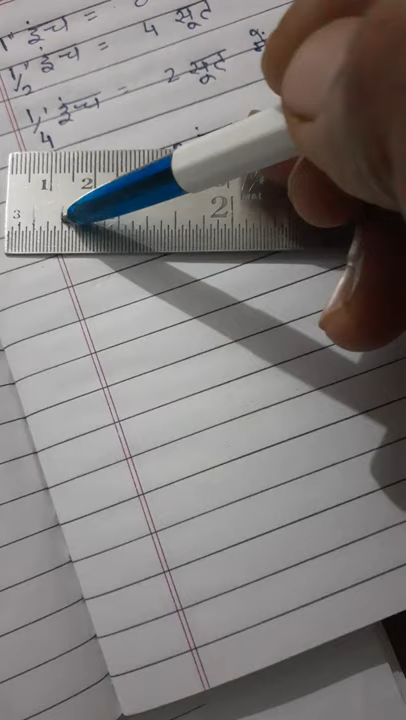 1" इंच =
1/2" इंच = 4 सूत
1/4" इंच = 2 सूत में
1 2
3 2